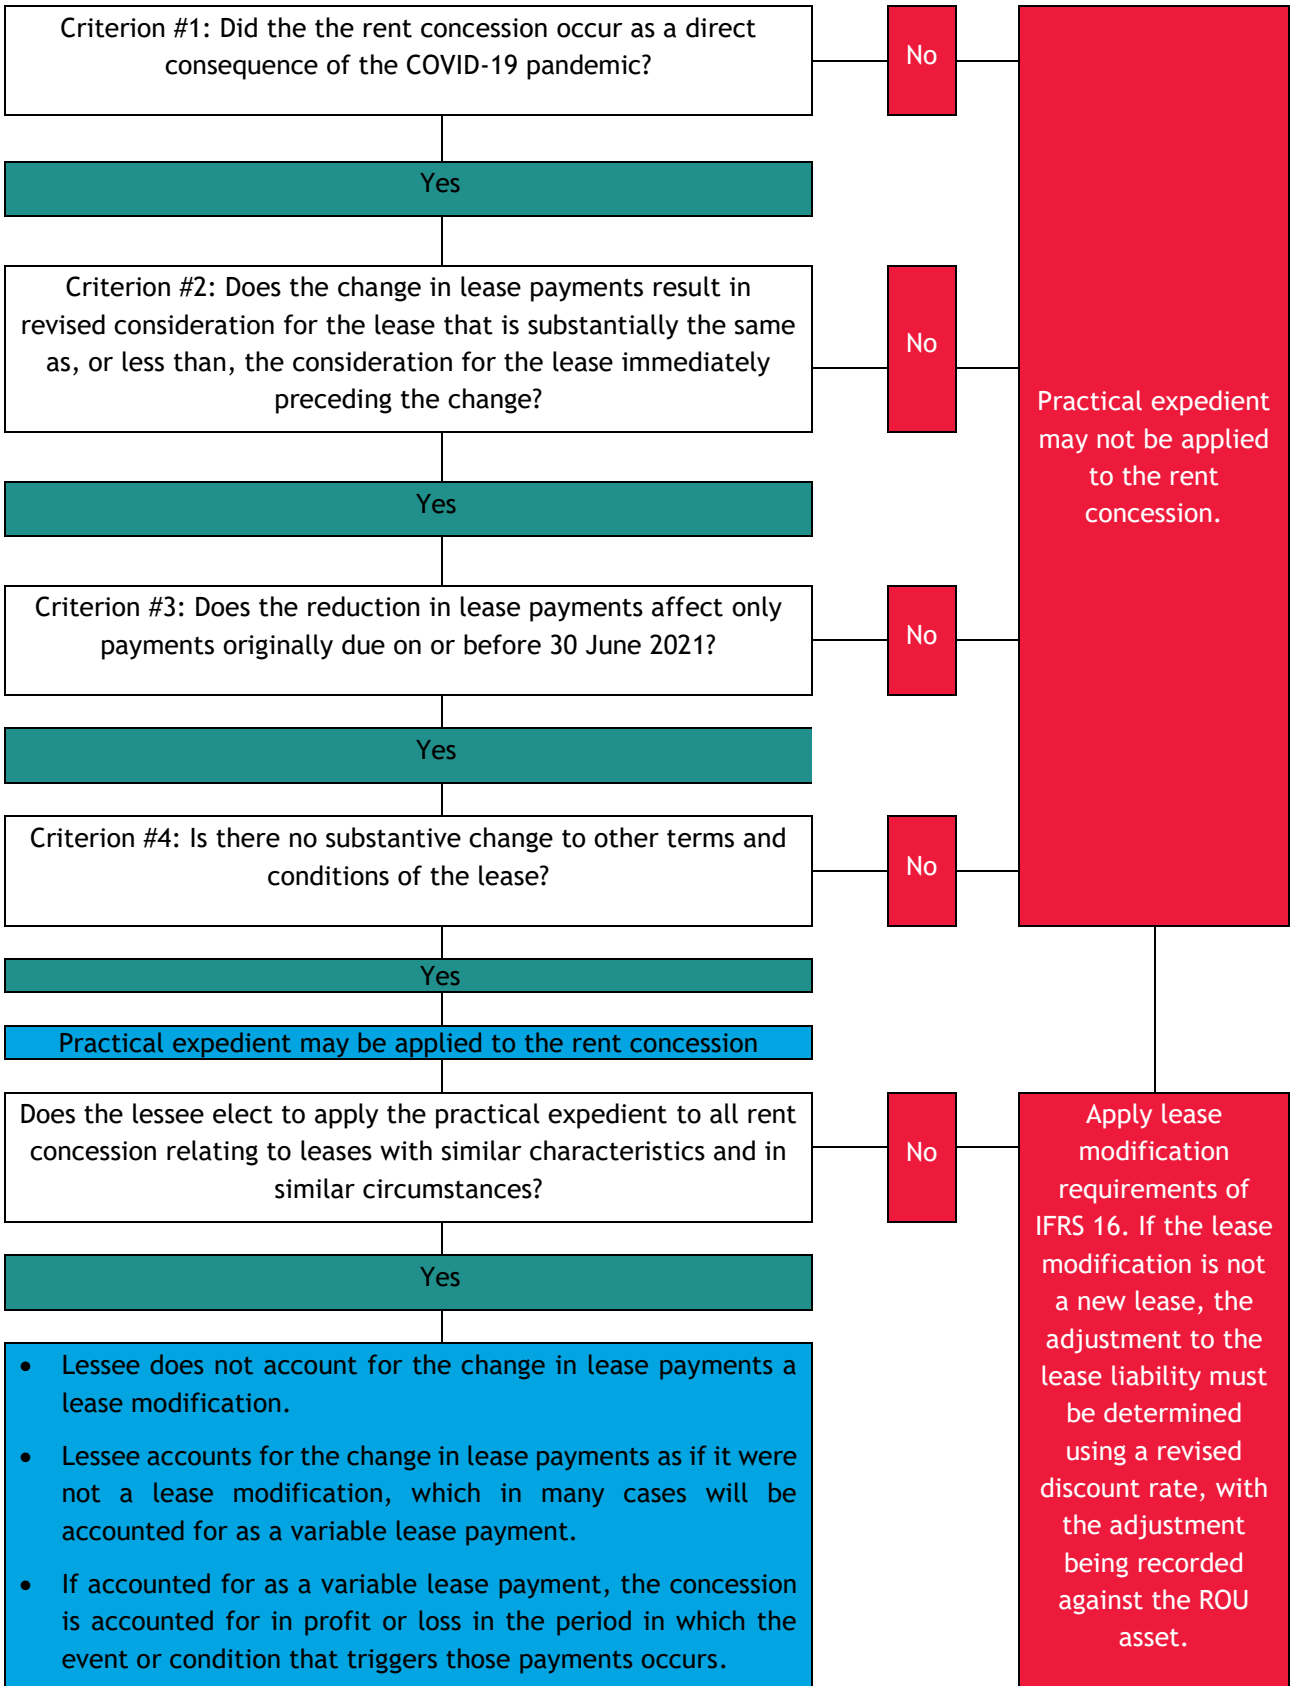 Criterion #1: Did the the rent concession occur as a direct
consequence of the COVID-19 pandemic?
No
Yes
Criterion #2: Does the change in lease payments result in
revised consideration for the lease that is substantially the same
as, or less than, the consideration for the lease immediately
preceding the change?
No
Practical expedient
may not be applied
to the rent
concession.
Yes
Criterion #3: Does the reduction in lease payments affect only
payments originally due on or before 30 June 2021?
No
Yes
Criterion #4: Is there no substantive change to other terms and
conditions of the lease?
No
Yes
Practical expedient may be applied to the rent concession
Does the lessee elect to apply the practical expedient to all rent
concession relating to leases with similar characteristics and in
similar circumstances?
No
Apply lease
modification
requirements of
IFRS 16. If the lease
modification is not
a new lease, the
adjustment to the
lease liability must
be determined
using a revised
discount rate, with
the adjustment
being recorded
against the ROU
asset.
Yes
• Lessee does not account for the change in lease payments a
lease modification.
• Lessee accounts for the change in lease payments as if it were
not a lease modification, which in many cases will be
accounted for as a variable lease payment.
• If accounted for as a variable lease payment, the concession
is accounted for in profit or loss in the period in which the
event or condition that triggers those payments occurs.